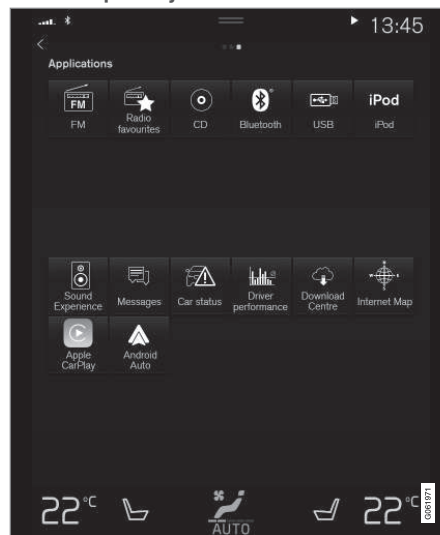 13:45
Applications
FM
FM
Radio
favourites
CD
Bluetooth
USB
iPod
iPod
Sound
Experience
Messages
Car status
Driver
performance
Download
Centre
Internet Map
Apple
CarPlay
Android
Auto
22°C
AUTO
22°C
G061971